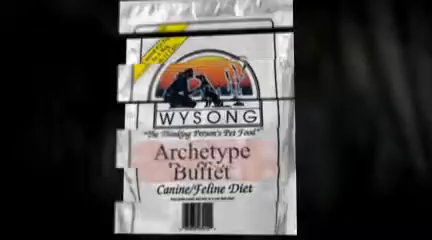 WYSONG
"The Thinking Person's Pet Food"
Archetype
Buffet
Canine/Feline Diet